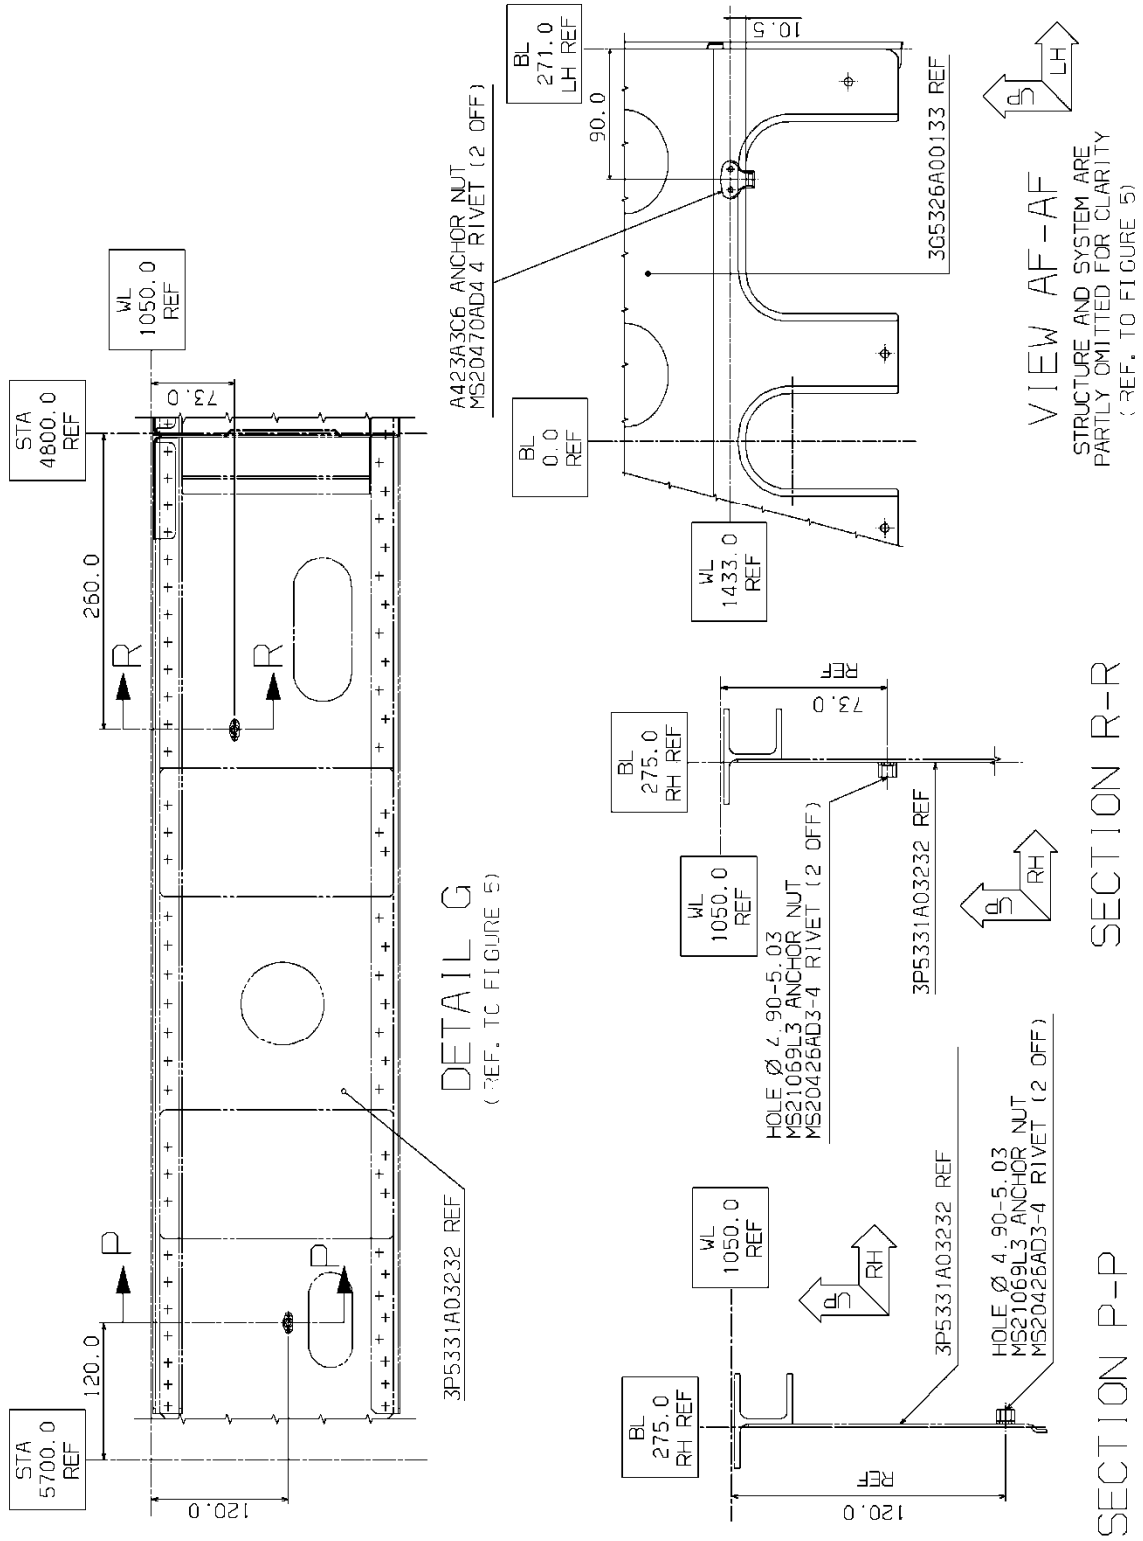 STA
5700.0
REF
120.0
120.0
P
P
R
R
260.0
STA
4800.0
REF
WL
1050.0
REF
73.0
3P5331A03232 REF
DETAIL G
(REF. TC FIGURE 5)
A423A3C6 ANCHOR NUT
MS20470AD4 4 RIVET (2 OFF)
BL
271.0
LH REF
90.0
10.5
BL
0.0
REF
WL
1433.0
REF
3G5326A00133 REF
UP
LH
VIEW AF-AF
STRUCTURE AND SYSTEM ARE
PARTLY OMITTED FOR CLARITY
(REF. TO FIGURE 5)
BL
275.0
RH REF
WL
1050.0
REF
120.0
REF
UP
RH
3P5331A03232 REF
HOLE Ø 4.90-5.03
MS21069L3 ANCHOR NUT
MS20426AD3-4 RIVET (2 OFF)
SECTION P-P
BL
275.0
RH REF
WL
1050.0
REF
73.0
REF
HOLE Ø 4.90-5.03
MS21069L3 ANCHOR NUT
MS20426AD3-4 RIVET (2 OFF)
3P5331A03232 REF
UP
RH
SECTION R-R